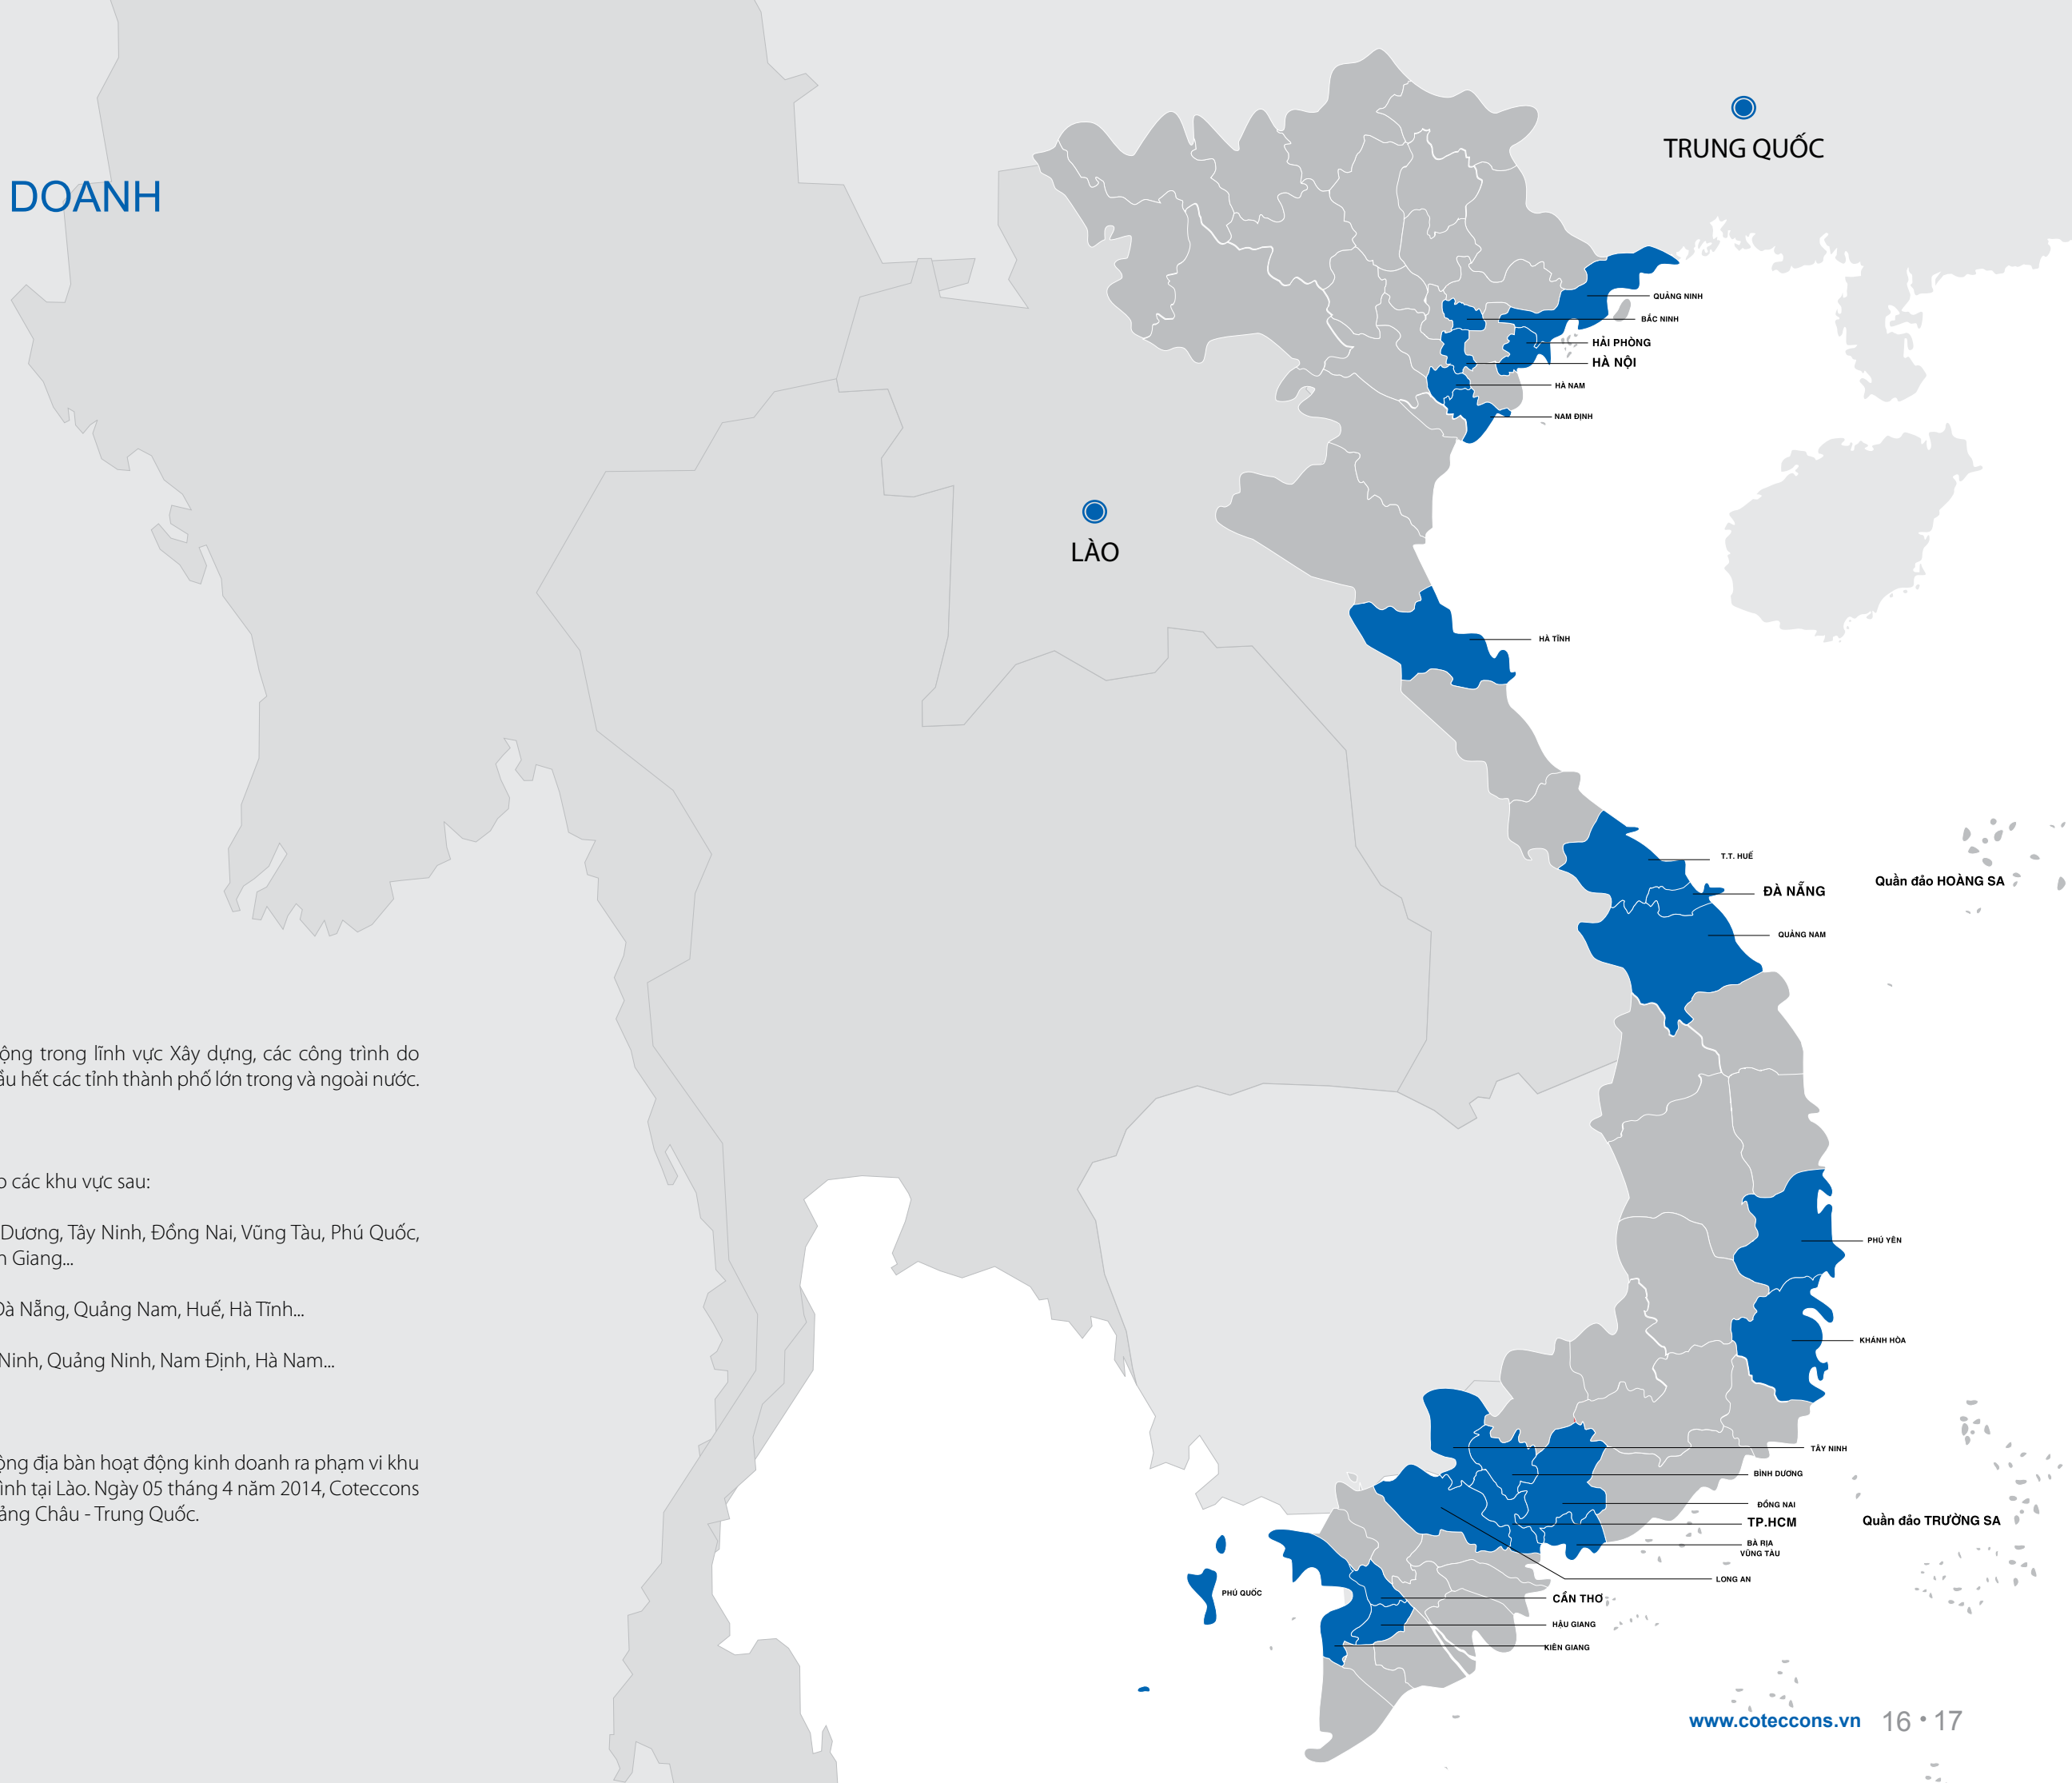 DOANH
TRUNG QUỐC
QUẢNG NINH
BẮC NINH
HẢI PHÒNG
HÀ NỘI
HÀ NAM
NAM ĐỊNH
LÀO
HÀ TĨNH
T.T. HUẾ
ĐÀ NẴNG
Quần đảo HOÀNG SA
QUẢNG NAM
ộng trong lĩnh vực Xây dựng, các công trình do
ầu hết các tỉnh thành phố lớn trong và ngoài nước.
o các khu vực sau:
Dương, Tây Ninh, Đồng Nai, Vũng Tàu, Phú Quốc,
n Giang...
Đà Nẵng, Quảng Nam, Huế, Hà Tĩnh...
Ninh, Quảng Ninh, Nam Định, Hà Nam...
ộng địa bàn hoạt động kinh doanh ra phạm vi khu
rình tại Lào. Ngày 05 tháng 4 năm 2014, Coteccons
ảng Châu - Trung Quốc.
PHÚ YÊN
KHÁNH HÒA
TÂY NINH
BÌNH DƯƠNG
ĐỒNG NAI
TP.HCM
Quần đảo TRƯỜNG SA
BÀ RỊA
VŨNG TÀU
LONG AN
PHÚ QUỐC
CẦN THƠ
HẬU GIANG
KIÊN GIANG
www.coteccons.vn 16 • 17